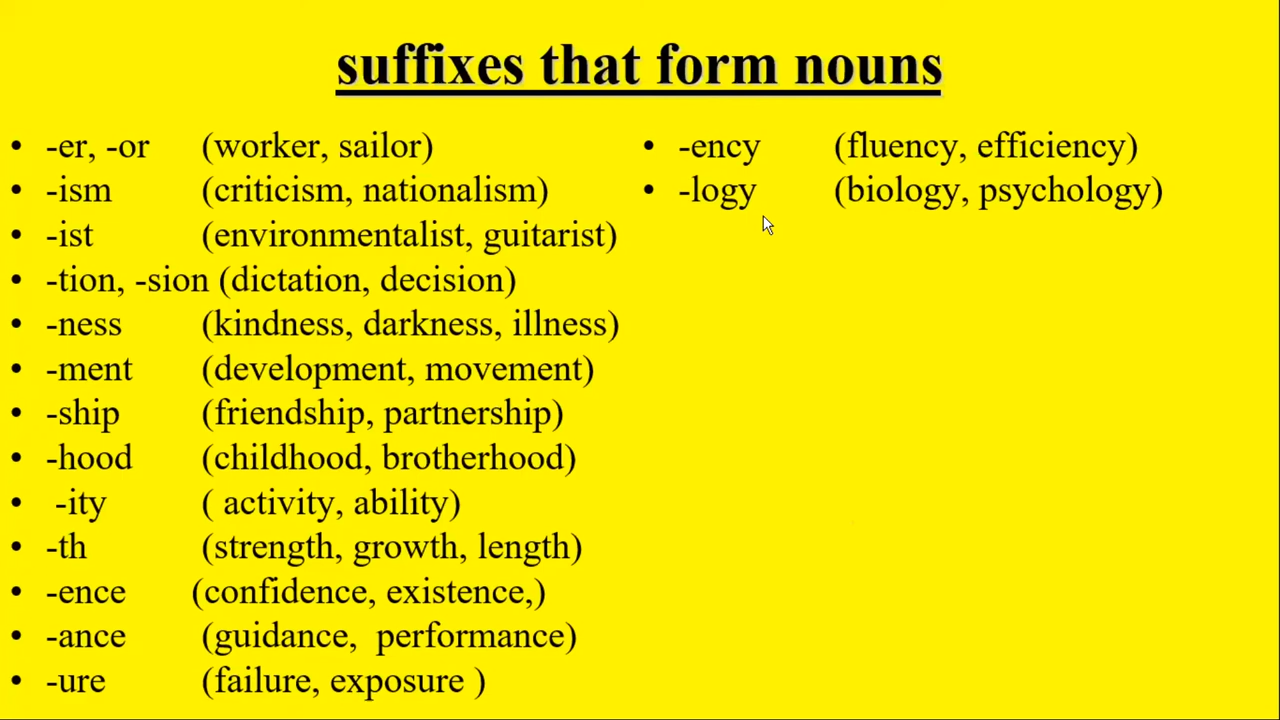 suffixes that form nouns
• -er, -or (worker, sailor)
• -ism (criticism, nationalism)
• -ist (environmentalist, guitarist)
• -tion, -sion (dictation, decision)
• -ness (kindness, darkness, illness)
• -ment (development, movement)
• -ship (friendship, partnership)
• -hood (childhood, brotherhood)
• -ity ( activity, ability)
• -th (strength, growth, length)
• -ence (confidence, existence,)
• -ance (guidance, performance)
• -ure (failure, exposure )
• -ency (fluency, efficiency)
• -logy (biology, psychology)